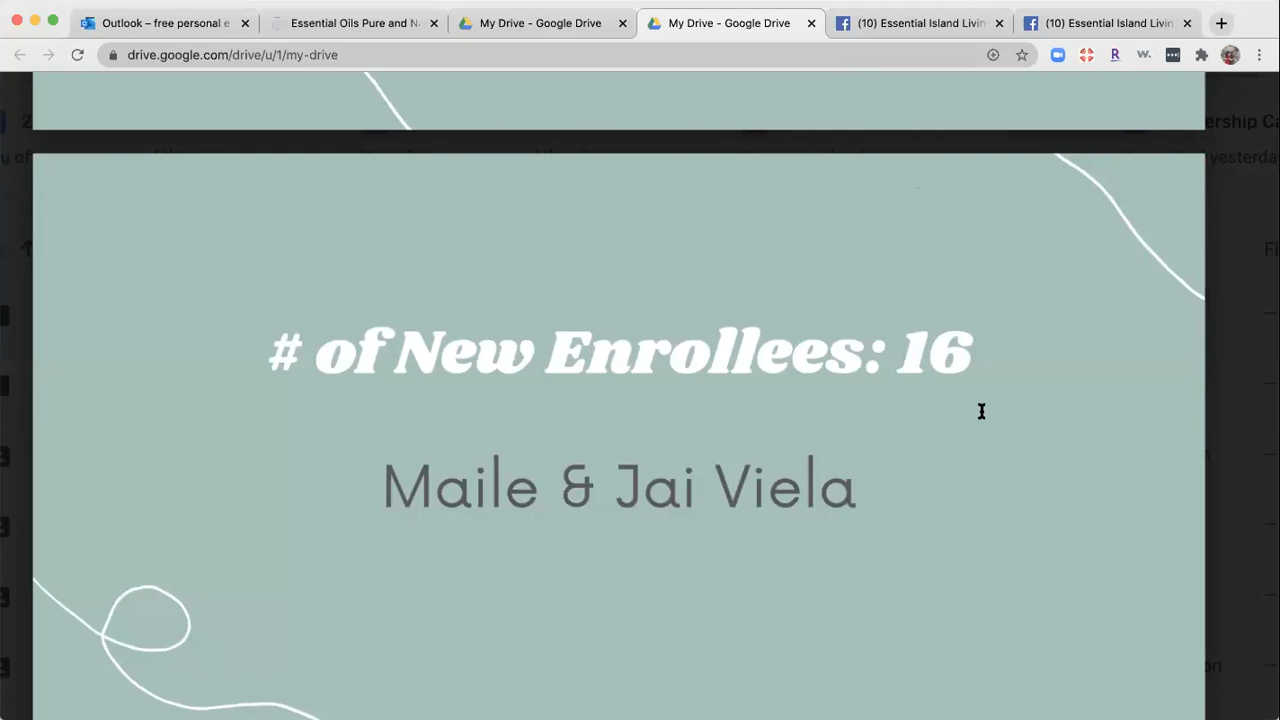 Outlook – free personal e
Essential Oils Pure and Na
My Drive - Google Drive
My Drive - Google Drive
(10) Essential Island Livin
(10) Essential Island Livin
drive.google.com/drive/u/1/my-drive
# of New Enrollees: 16
Maile & Jai Viela